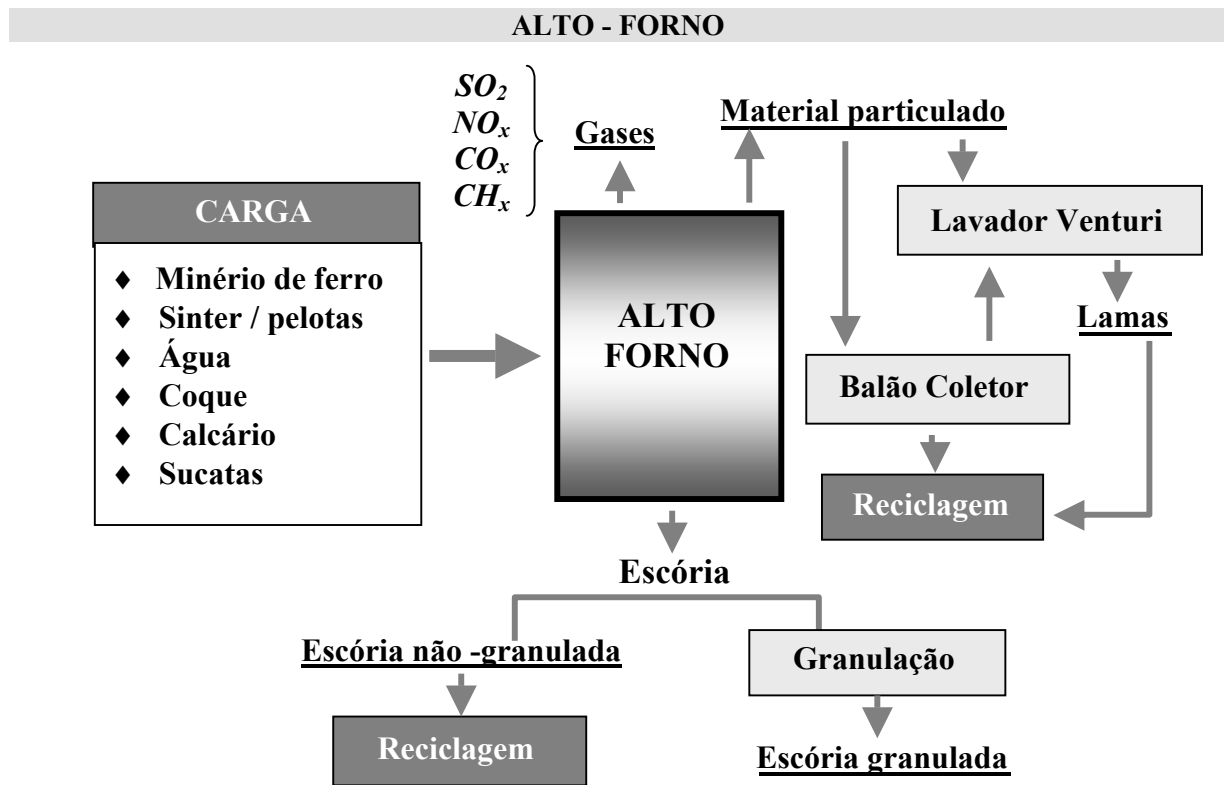 ALTO - FORNO
SO2
NOx
COx
CHx
Gases
Material particulado
CARGA
♦ Minério de ferro
♦ Sinter / pelotas
♦ Água
♦ Coque
♦ Calcário
♦ Sucatas
ALTO
FORNO
Lavador Venturi
Lamas
Balão Coletor
Reciclagem
Escória
Escória não -granulada
Granulação
Reciclagem
Escória granulada